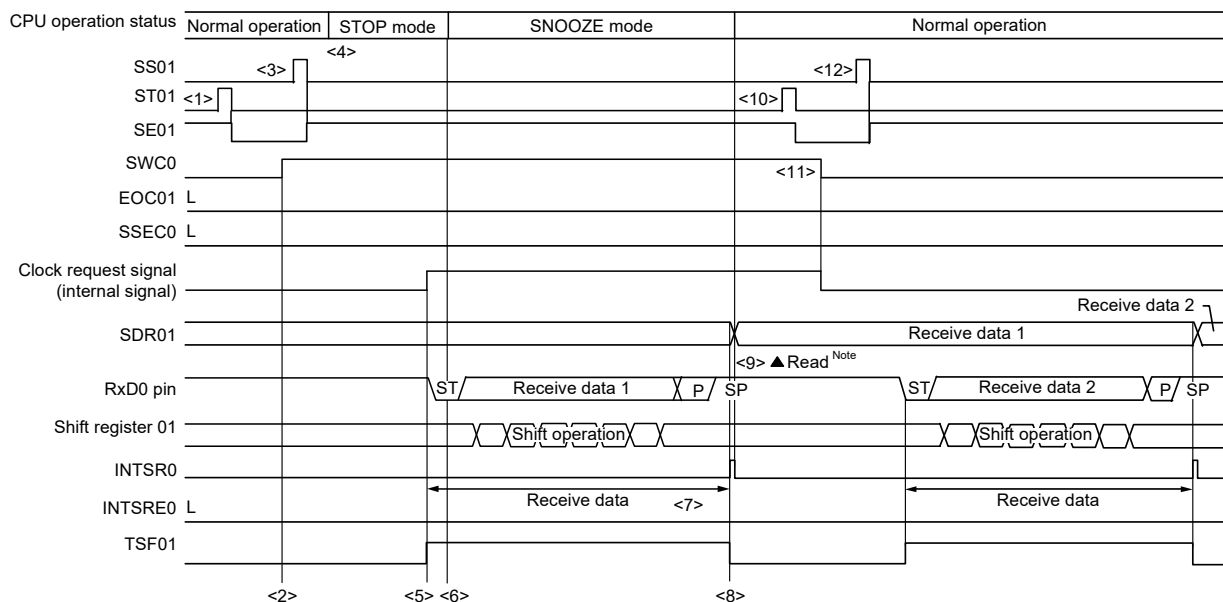 CPU operation status Normal operation STOP mode SNOOZE mode Normal operation
<4>
SS01 <3> <12>
ST01 <1> <10>
SE01
SWC0 <11>
EOC01 L
SSEC0 L
Clock request signal
(internal signal)
Receive data 2
SDR01 Receive data 1
<9> ▲Read Note
RxD0 pin ST Receive data 1 P SP ST Receive data 2 P SP
Shift register 01 Shift operation Shift operation
INTSR0
Receive data <7> Receive data
INTSRE0 L
TSF01
<2> <5> <6> <8>